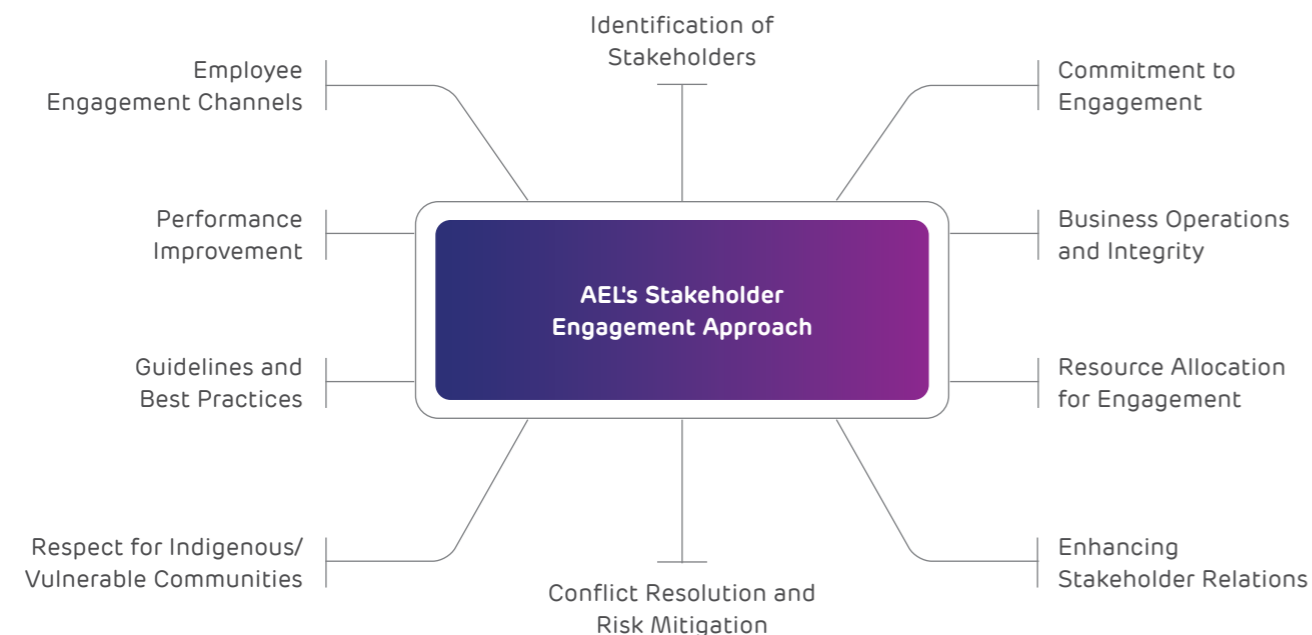 Identification of
Stakeholders
Employee
Engagement Channels
Commitment to
Engagement
Performance
Improvement
Business Operations
and Integrity
AEL's Stakeholder
Engagement Approach
Guidelines and
Best Practices
Resource Allocation
for Engagement
Respect for Indigenous/
Vulnerable Communities
Enhancing
Stakeholder Relations
Conflict Resolution and
Risk Mitigation